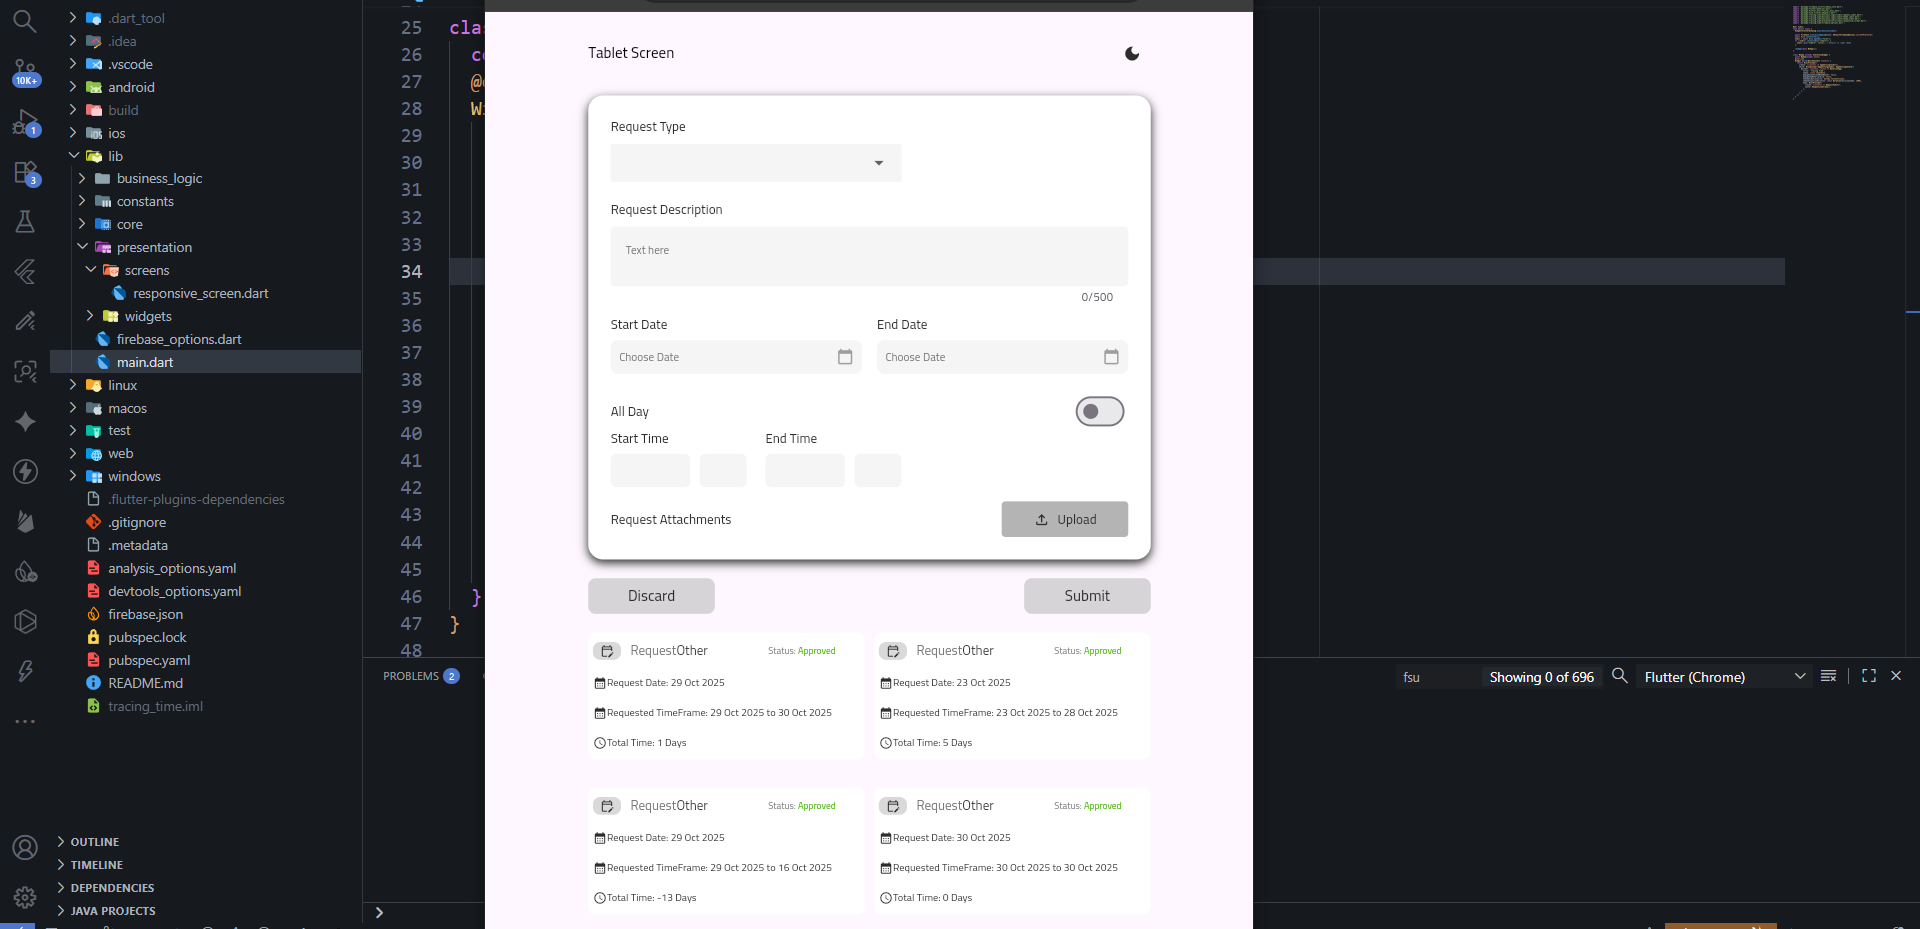 .dart_tool
.idea
.vscode
android
build
ios
lib
business_logic
constants
core
presentation
screens
responsive_screen.dart
widgets
firebase_options.dart
main.dart
linux
macos
test
web
windows
.flutter-plugins-dependencies
.gitignore
.metadata
analysis_options.yaml
devtools_options.yaml
firebase.json
pubspec.lock
pubspec.yaml
README.md
tracing_time.iml
OUTLINE
TIMELINE
DEPENDENCIES
JAVA PROJECTS
10K+
1
3
25 clas
26 co
27 @
28 Wi
29
30
31
32
33
34
35
36
37
38
39
40
41
42
43
44
45
46 }
47 }
48
PROBLEMS 2
Tablet Screen
Request Type
Request Description
Text here
0/500
Start Date End Date
Choose Date Choose Date
All Day
Start Time End Time
Request Attachments Upload
Discard Submit
RequestOther Status: Approved
Request Date: 29 Oct 2025
Requested TimeFrame: 29 Oct 2025 to 30 Oct 2025
Total Time: 1 Days
RequestOther Status: Approved
Request Date: 23 Oct 2025
Requested TimeFrame: 23 Oct 2025 to 28 Oct 2025
Total Time: 5 Days
RequestOther Status: Approved
Request Date: 29 Oct 2025
Requested TimeFrame: 29 Oct 2025 to 16 Oct 2025
Total Time: -13 Days
RequestOther Status: Approved
Request Date: 30 Oct 2025
Requested TimeFrame: 30 Oct 2025 to 30 Oct 2025
Total Time: 0 Days
fsu Showing 0 of 696 Flutter (Chrome)